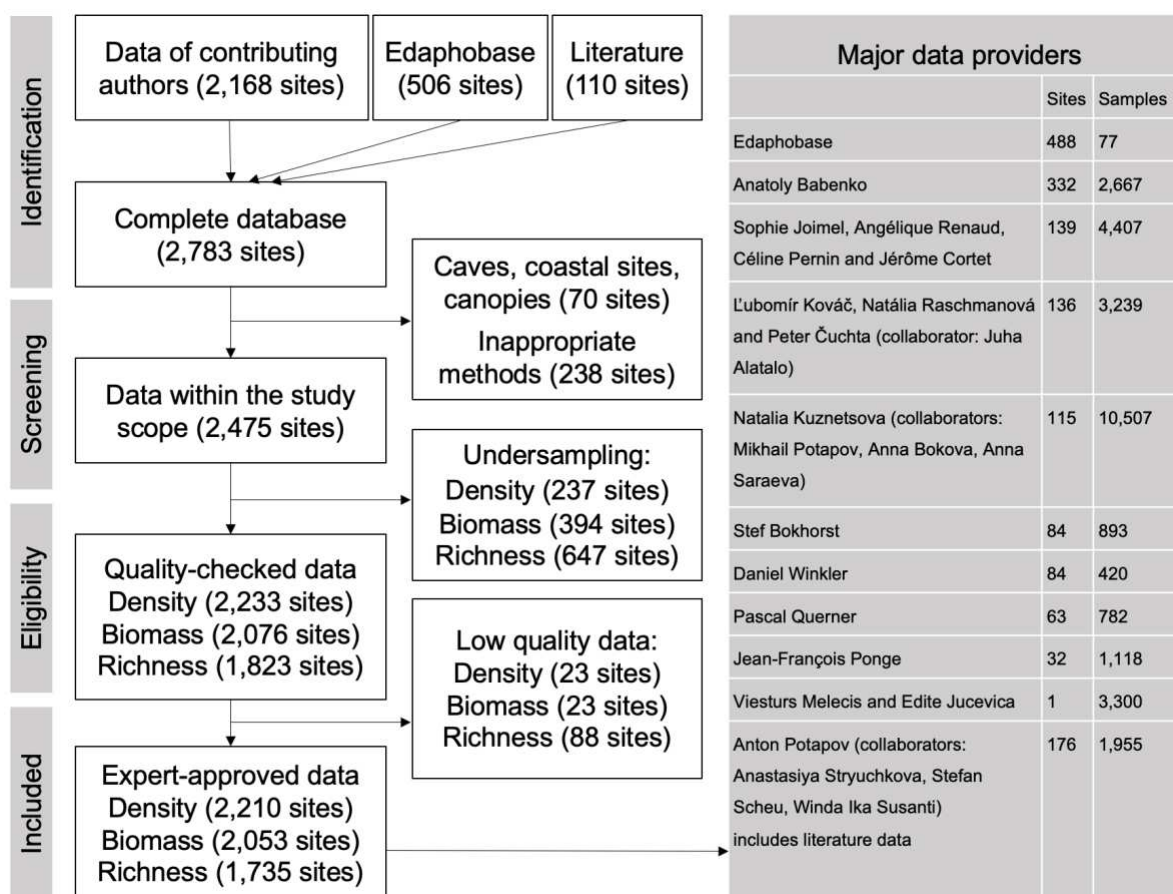 Identification
Data of contributing
authors (2,168 sites)
Edaphobase
(506 sites)
Literature
(110 sites)
Complete database
(2,783 sites)
Caves, coastal sites,
canopies (70 sites)
Inappropriate
methods (238 sites)
Screening
Data within the study
scope (2,475 sites)
Undersampling:
Density (237 sites)
Biomass (394 sites)
Richness (647 sites)
Eligibility
Quality-checked data
Density (2,233 sites)
Biomass (2,076 sites)
Richness (1,823 sites)
Low quality data:
Density (23 sites)
Biomass (23 sites)
Richness (88 sites)
Included
Expert-approved data
Density (2,210 sites)
Biomass (2,053 sites)
Richness (1,735 sites)
Major data providers
Sites Samples
Edaphobase 488 77
Anatoly Babenko 332 2,667
Sophie Joimel, Angélique Renaud, 139 4,407
Céline Pernin and Jérôme Cortet
Ľubomír Kováč, Natália Raschmanová 136 3,239
and Peter Čuchta (collaborator: Juha
Alatalo)
Natalia Kuznetsova (collaborators: 115 10,507
Mikhail Potapov, Anna Bokova, Anna
Saraeva)
Stef Bokhorst 84 893
Daniel Winkler 84 420
Pascal Querner 63 782
Jean-François Ponge 32 1,118
Viesturs Melecis and Edite Jucevica 1 3,300
Anton Potapov (collaborators: 176 1,955
Anastasiya Stryuchkova, Stefan
Scheu, Winda Ika Susanti)
includes literature data